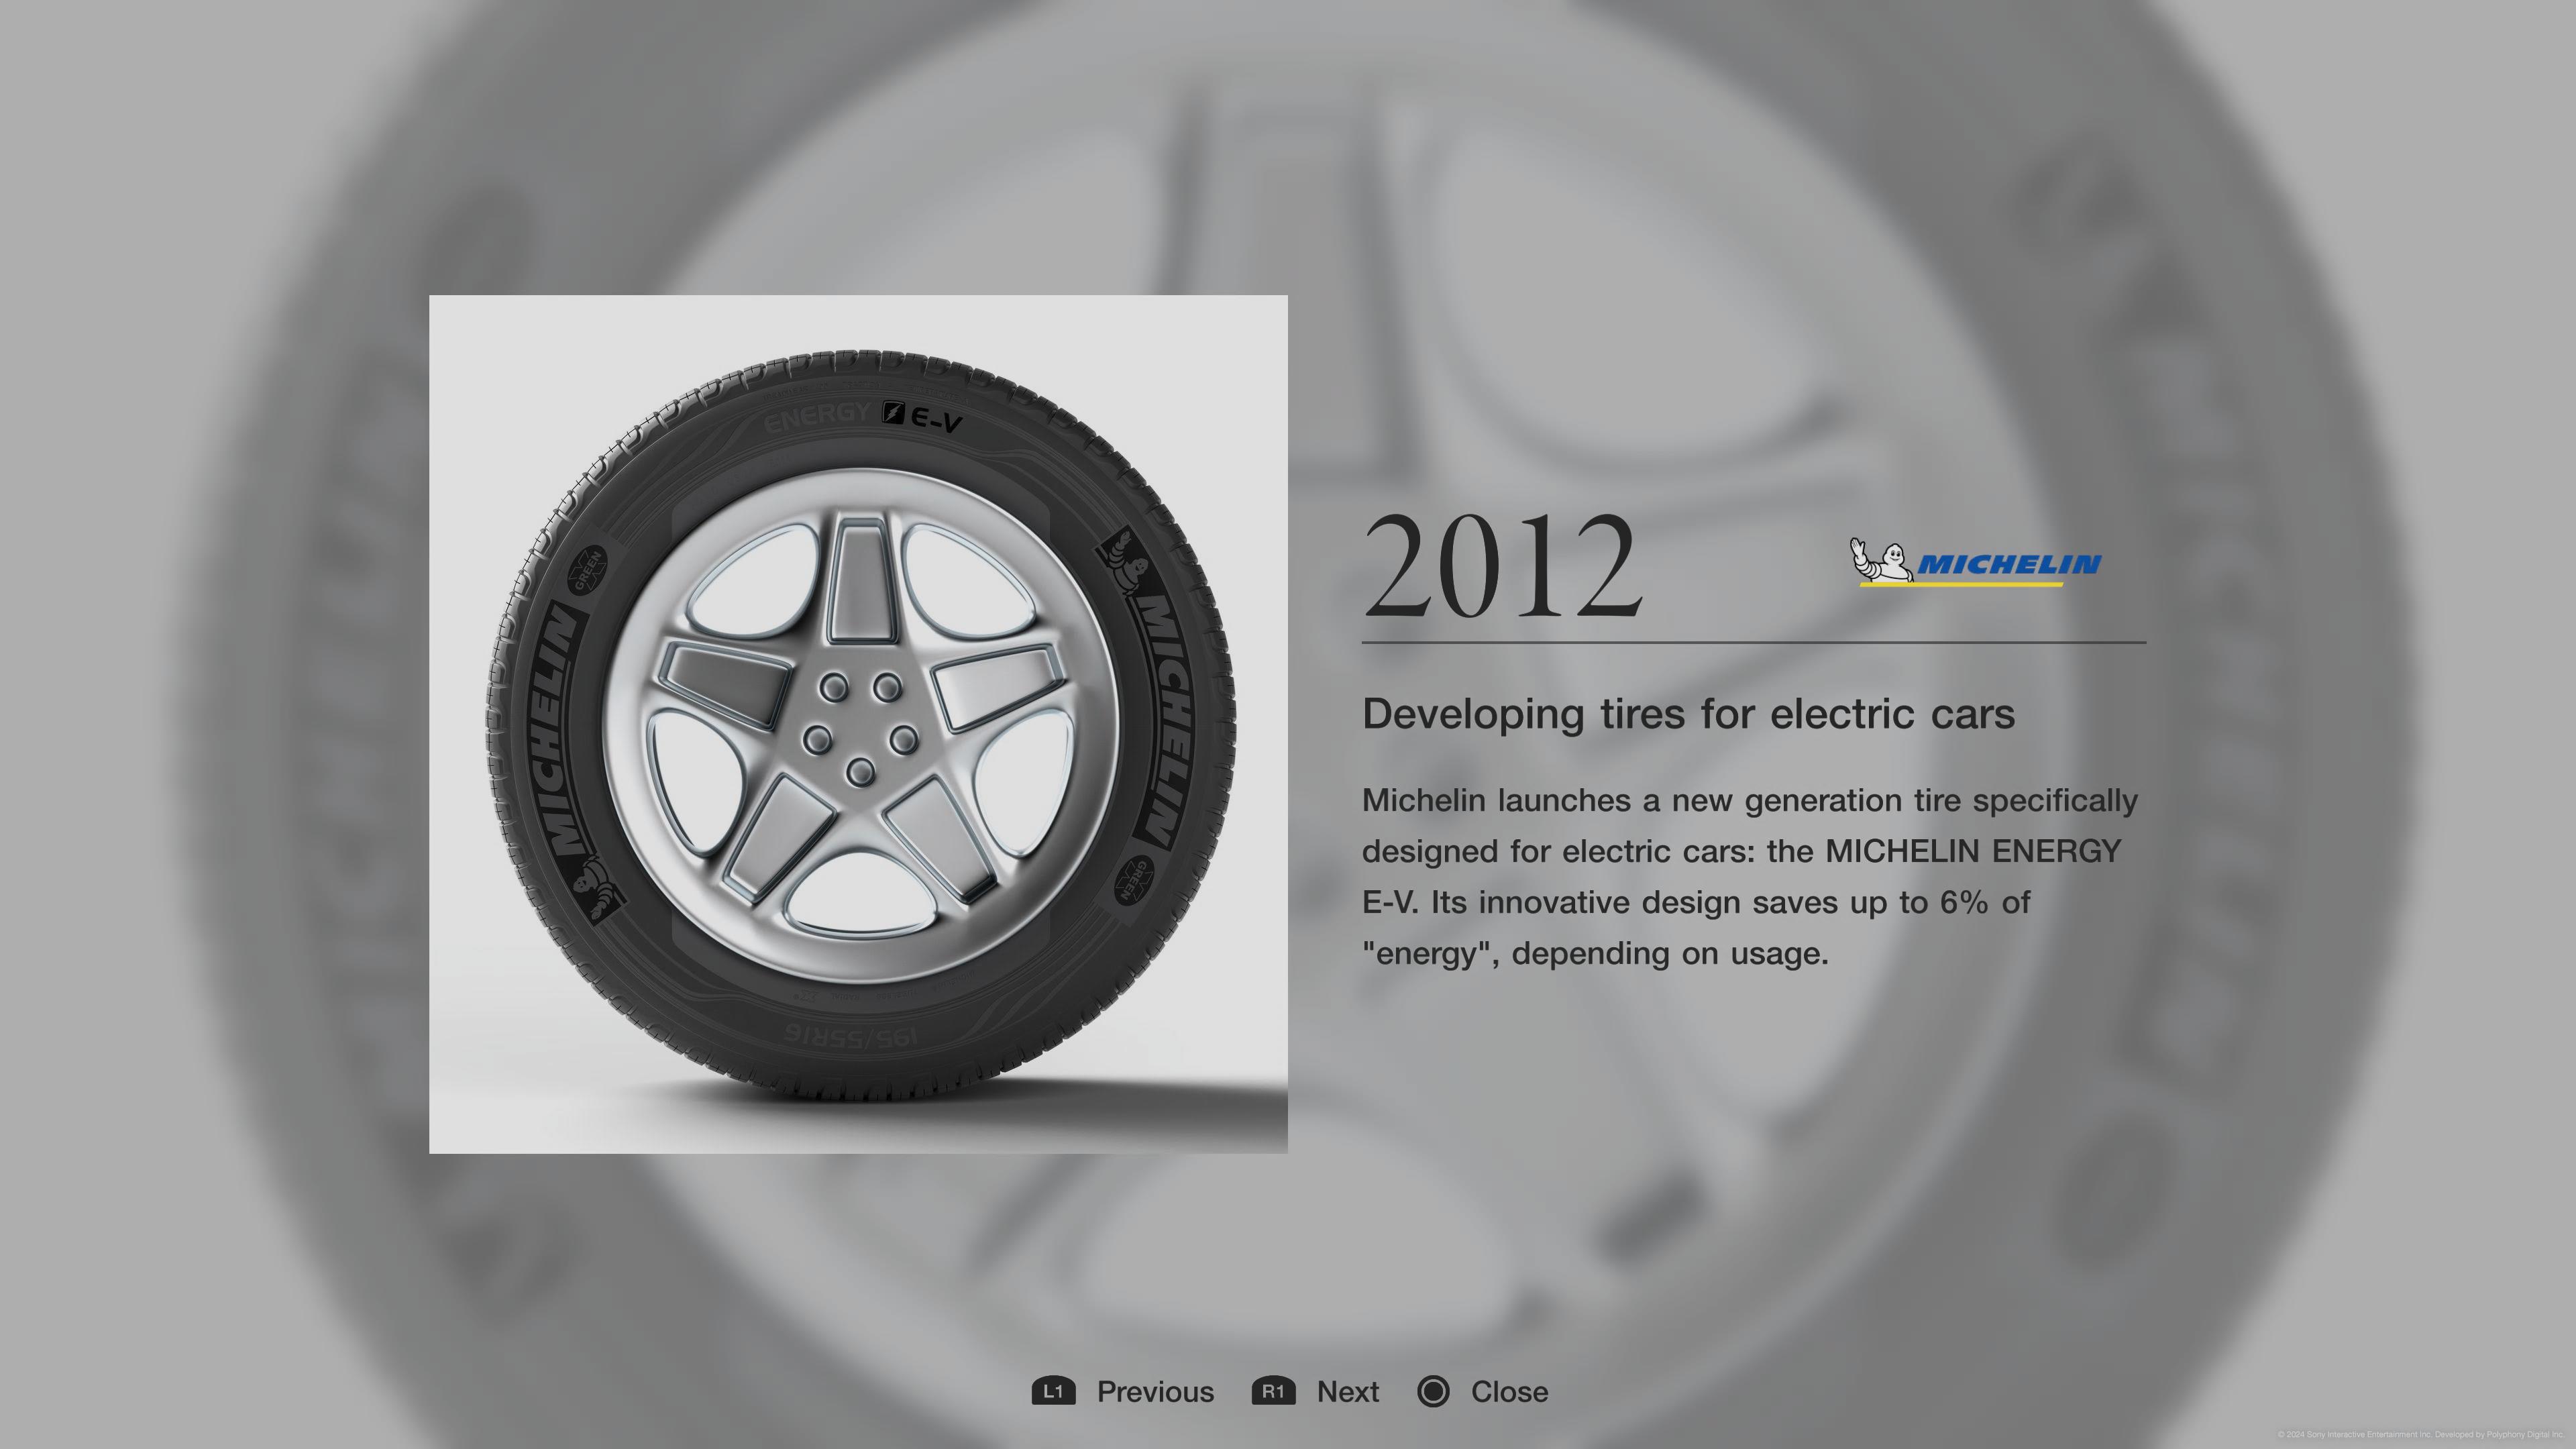 ENERGY E-V
GREEN
MICHELIN
MICHELIN
GREEN
195/55R16
2012
MICHELIN
Developing tires for electric cars
Michelin launches a new generation tire specifically
designed for electric cars: the MICHELIN ENERGY
E-V. Its innovative design saves up to 6% of
"energy", depending on usage.
L1 Previous R1 Next Close
© 2024 Sony Interactive Entertainment Inc. Developed by Polyphony Digital Inc.